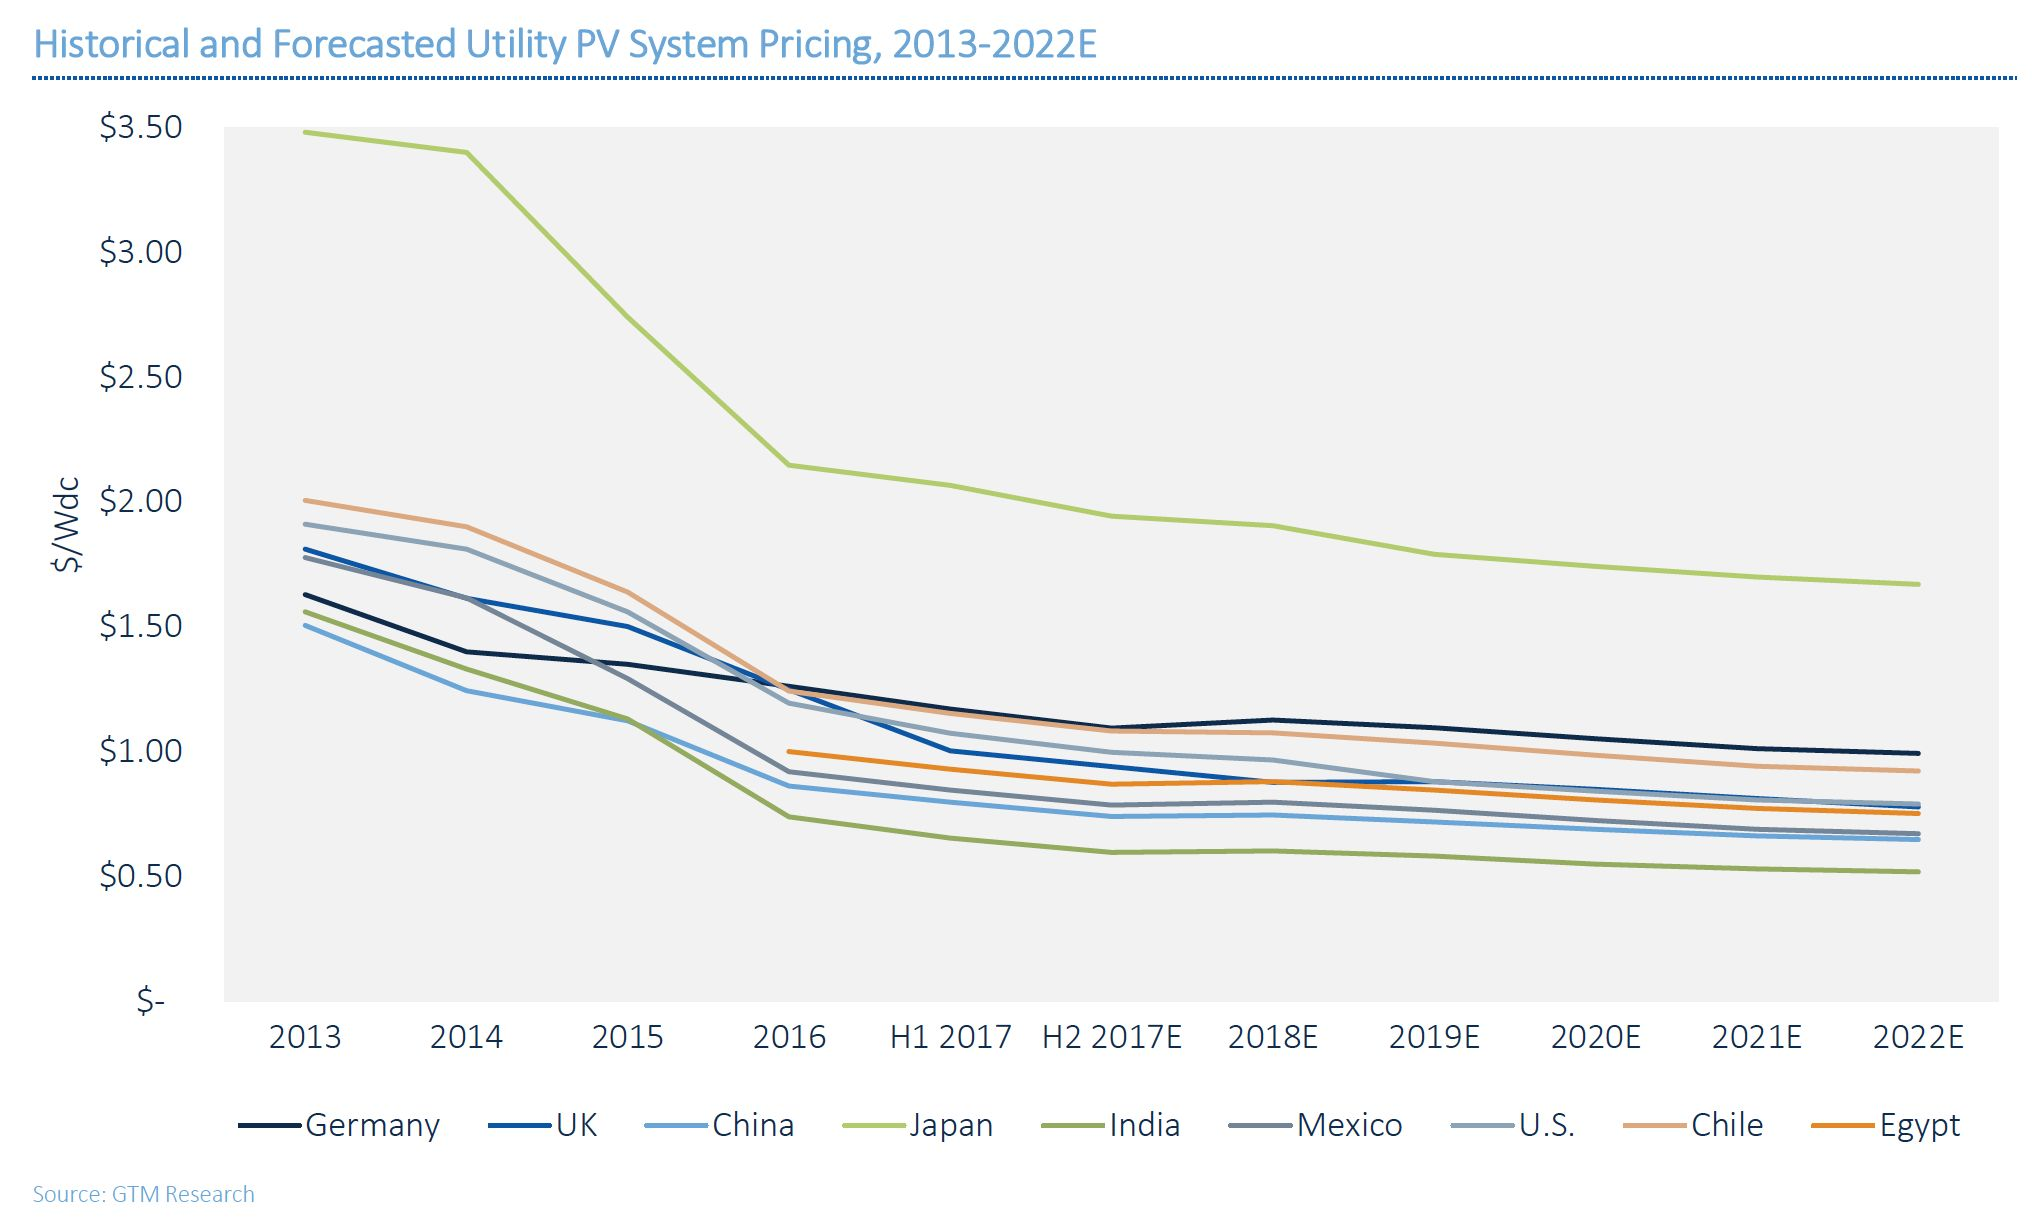 Historical and Forecasted Utility PV System Pricing, 2013-2022E
$3.50
$3.00
$2.50
$2.00
$1.50
$1.00
$0.50
$-
$/Wdc
2013 2014 2015 2016 H1 2017 H2 2017E 2018E 2019E 2020E 2021E 2022E
Germany UK China Japan India Mexico U.S. Chile Egypt
Source: GTM Research